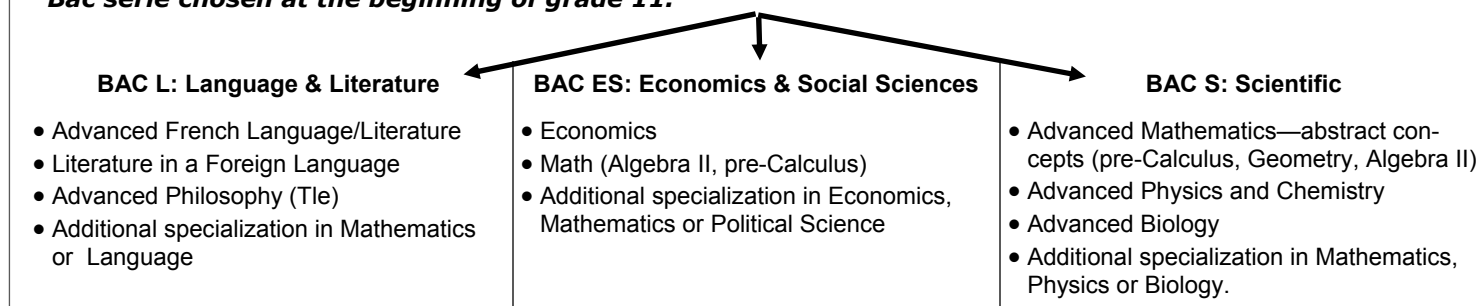 Bac serie chosen at the beginning of grade 11:
BAC L: Language & Literature
• Advanced French Language/Literature
• Literature in a Foreign Language
• Advanced Philosophy (Tle)
• Additional specialization in Mathematics
or Language
BAC ES: Economics & Social Sciences
• Economics
• Math (Algebra II, pre-Calculus)
• Additional specialization in Economics,
Mathematics or Political Science
BAC S: Scientific
• Advanced Mathematics—abstract con-
cepts (pre-Calculus, Geometry, Algebra II)
• Advanced Physics and Chemistry
• Advanced Biology
• Additional specialization in Mathematics,
Physics or Biology.